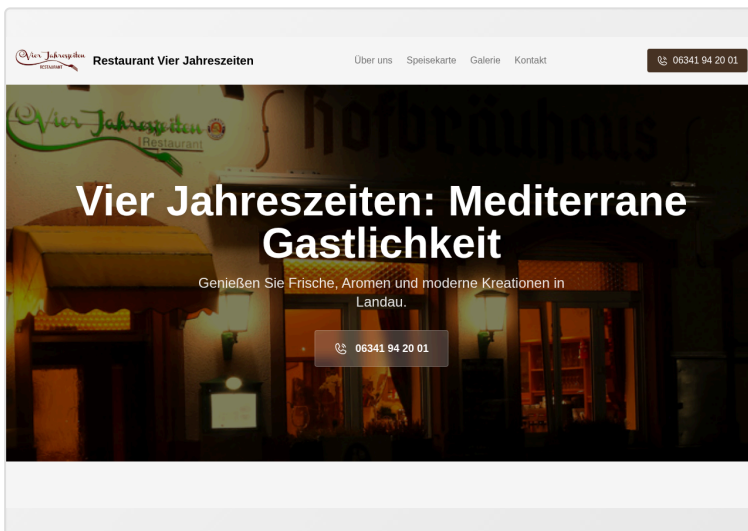 Vier Jahreszeiten
RESTAURANT
Restaurant Vier Jahreszeiten
Über uns Speisekarte Galerie Kontakt
06341 94 20 01
Vier Jahreszeiten
Restaurant
hofbräuhaus
Vier Jahreszeiten: Mediterrane
Gastlichkeit
Genießen Sie Frische, Aromen und moderne Kreationen in
Landau.
06341 94 20 01